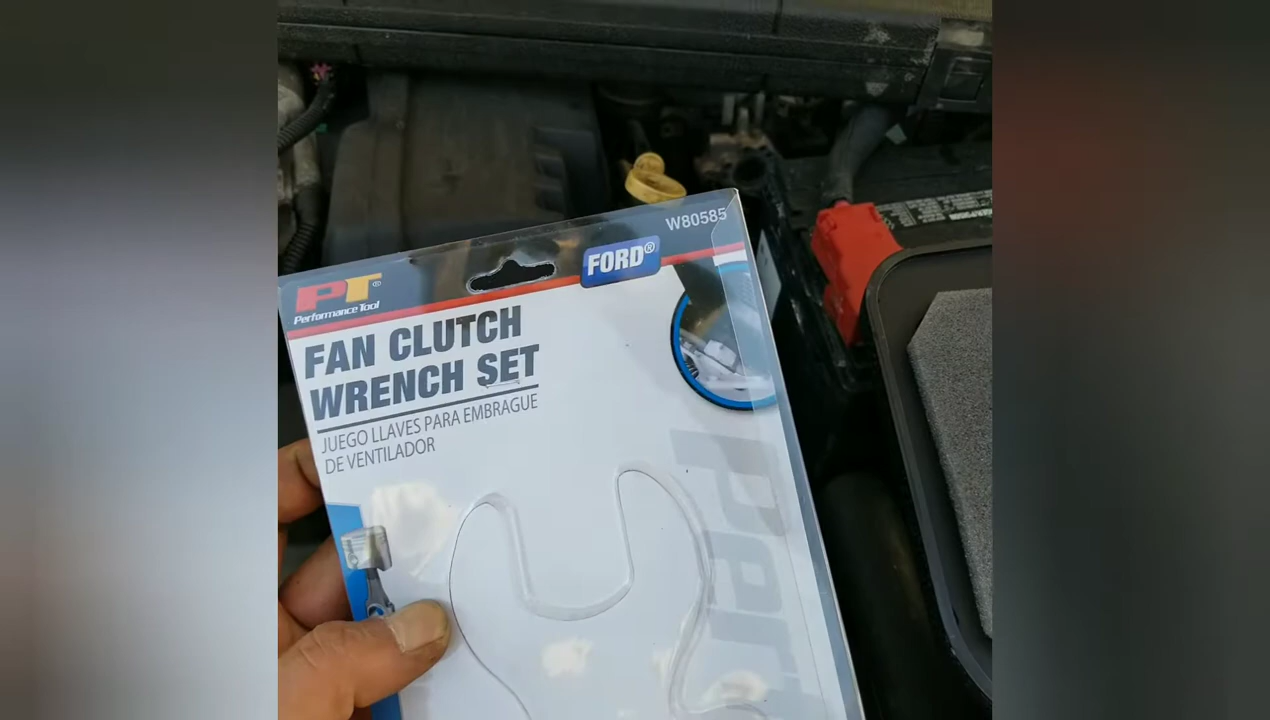 W80585
FORD®
PT®
Performance Tool
FAN CLUTCH
WRENCH SET
JUEGO LLAVES PARA EMBRAGUE
DE VENTILADOR